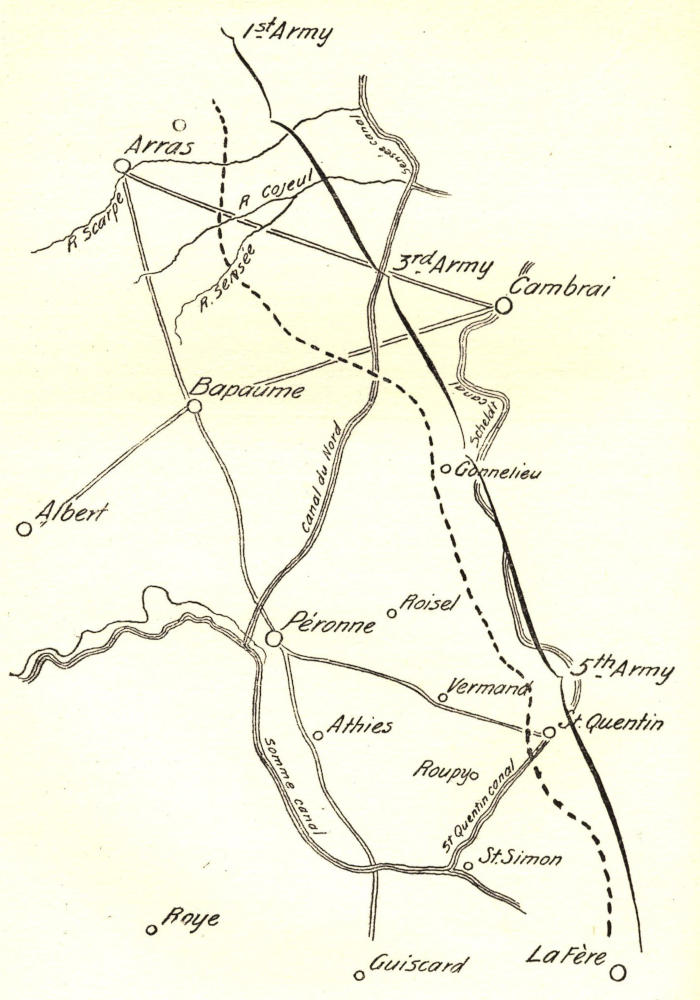 1st Army
Arras
Sensée canal
R. Scarpe
R Cojeul
R. Sensée
3rd Army
Cambrai
Bapaume
Scheldt canal
canal du Nord
Gonnelieu
Albert
Roisel
Péronne
5th Army
Vermand
St. Quentin
Athies
Somme canal
Roupy
St Quentin canal
St. Simon
Roye
Guiscard
La Fère